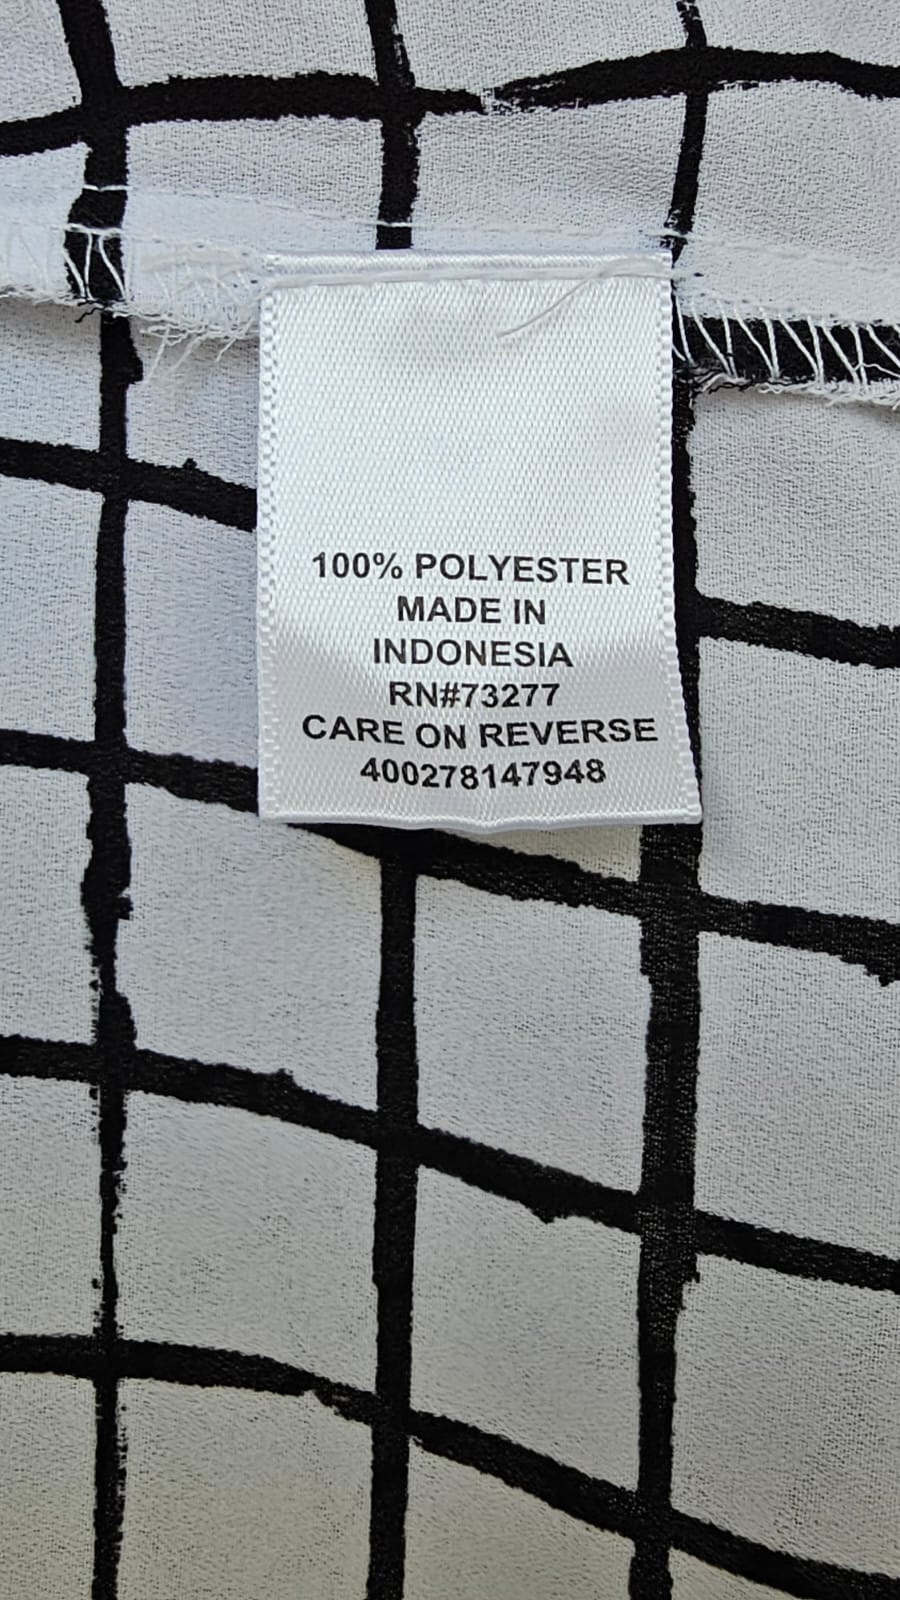 100% POLYESTER
MADE IN
INDONESIA
RN#73277
CARE ON REVERSE
400278147948